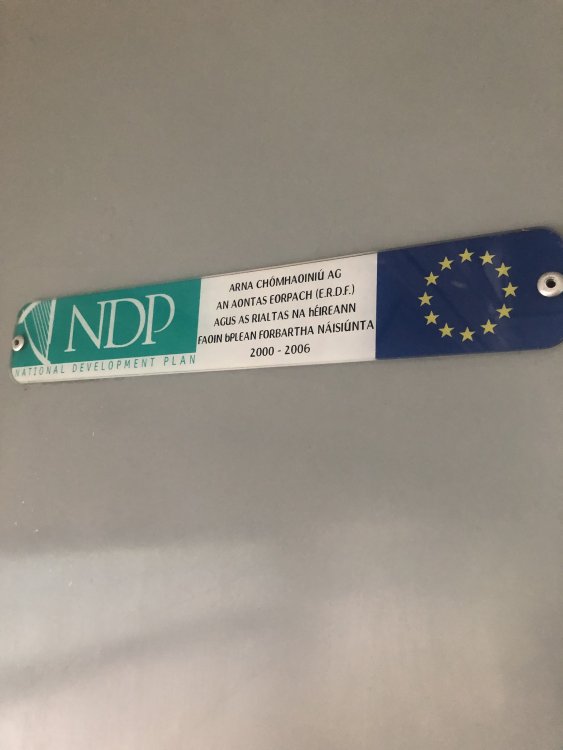 NDP
NATIONAL DEVELOPMENT PLAN
ARNA CHÓMHAOINIÚ AG
AN AONTAS EORPACH (E.R.D.F.)
AGUS AS RIALTAS NA hÉIREANN
FAOIN bPLEAN FORBARTHA NÁISIÚNTA
2000 - 2006